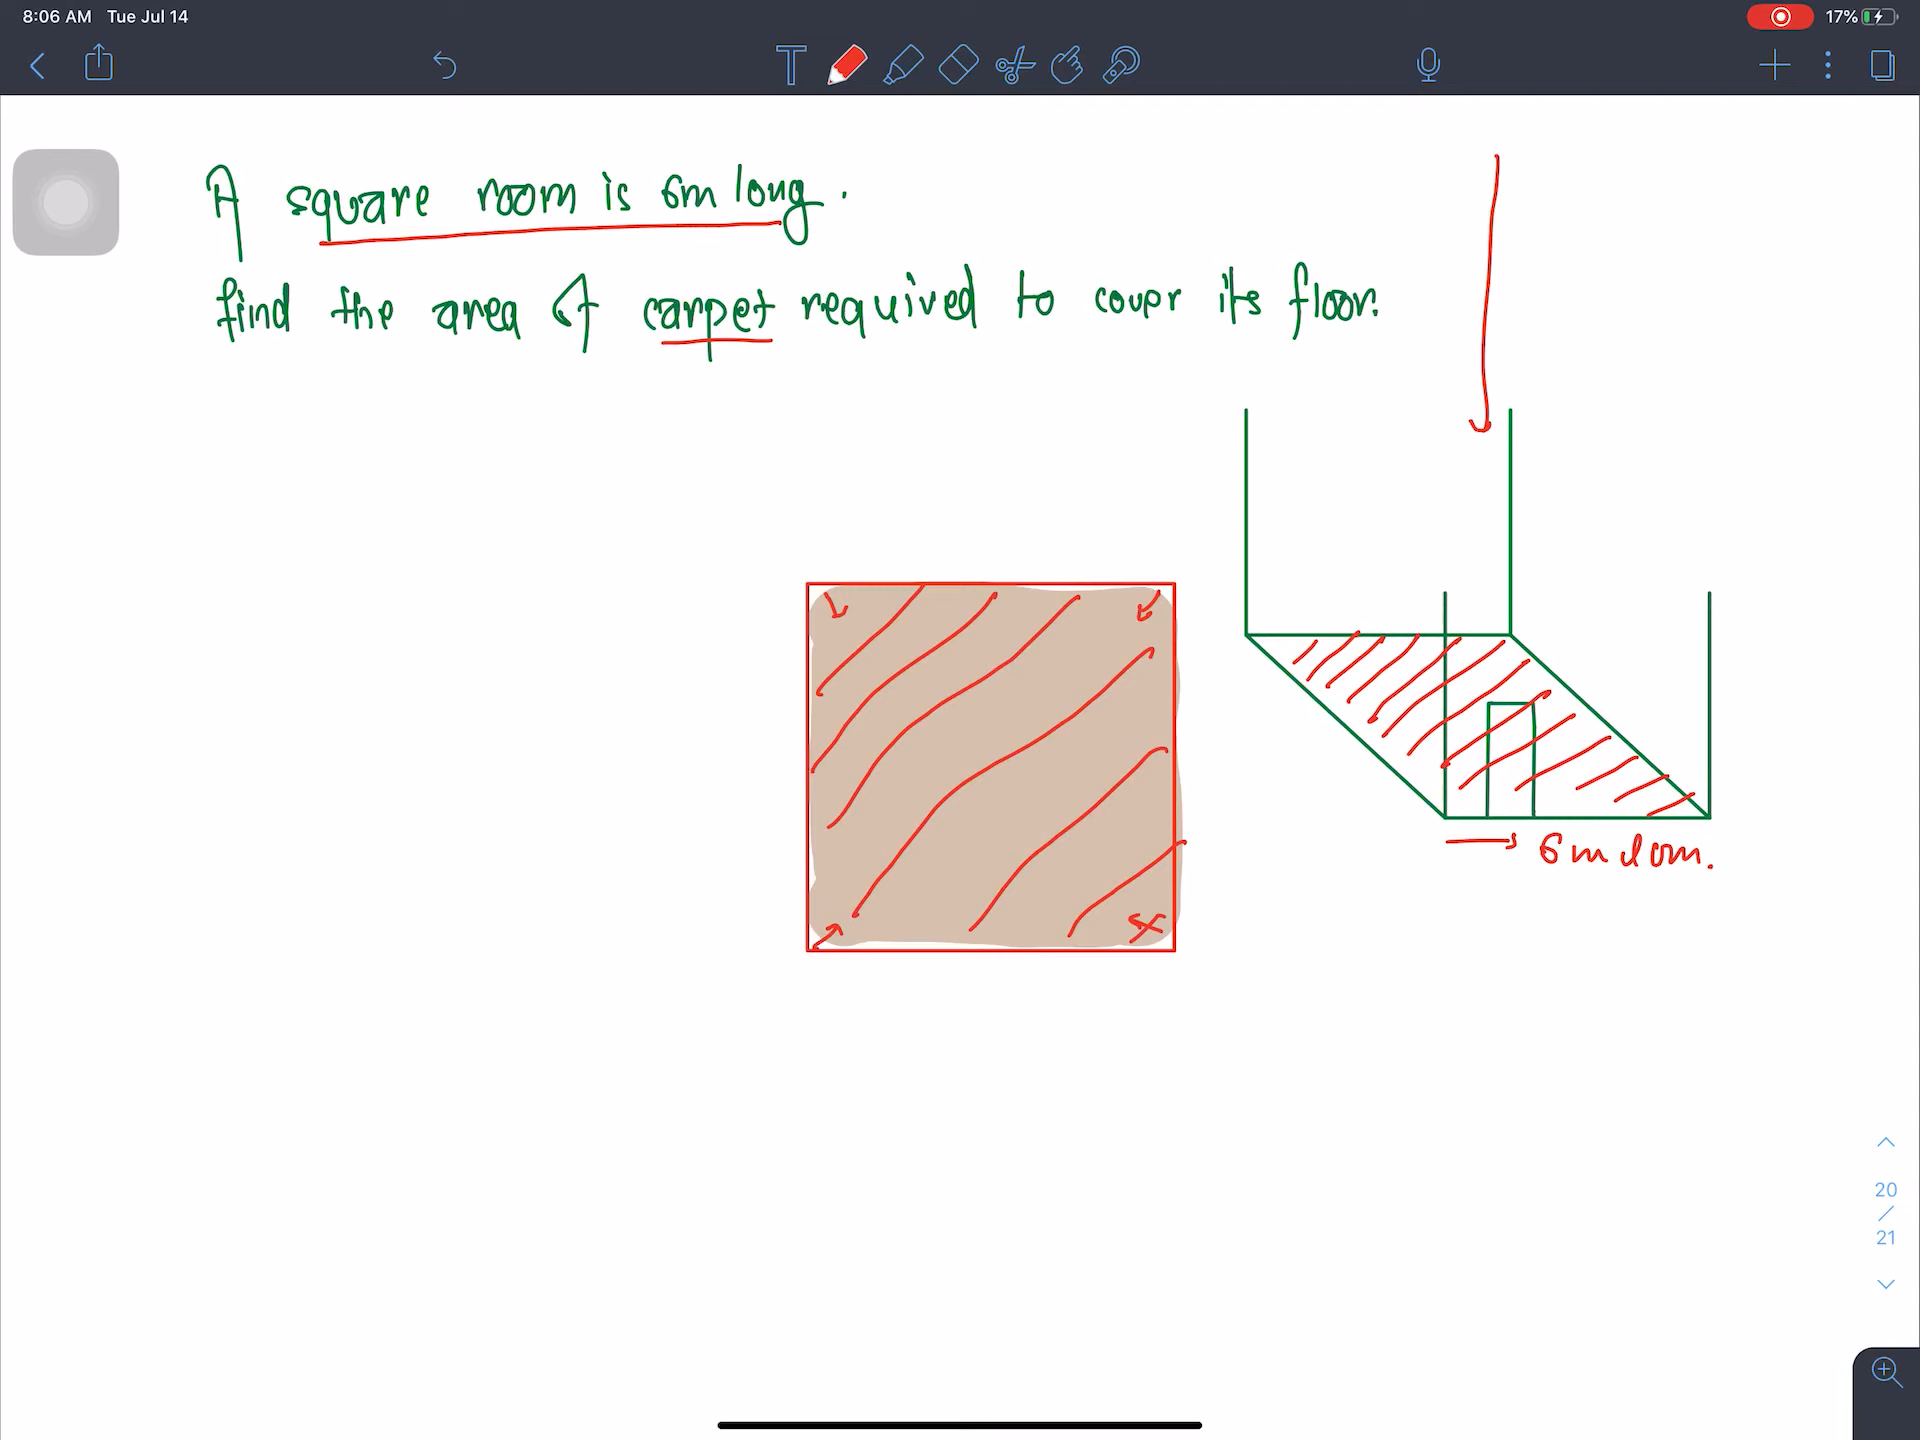 8:06 AM Tue Jul 14
17%
T
A square room is 6m long.
find the area of carpet required to cover its floor.
6m
20
/
21